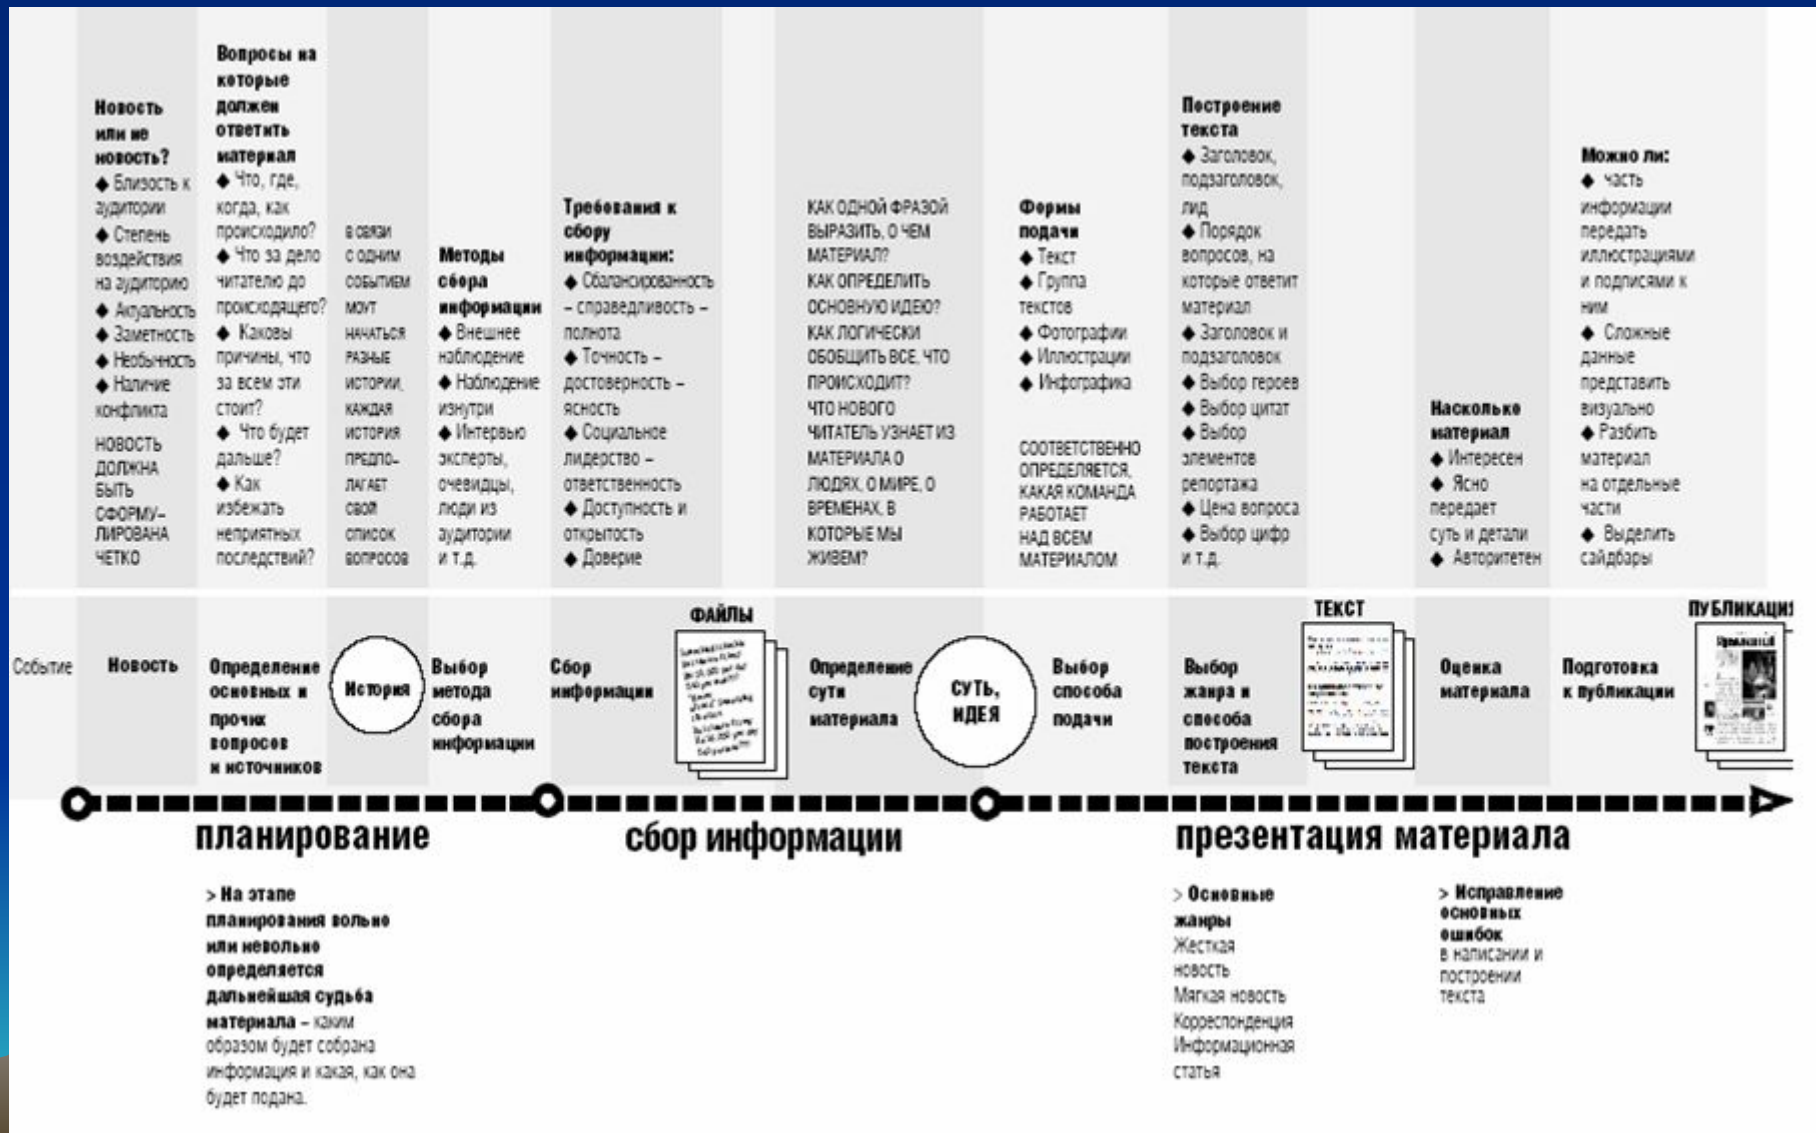 Новость
или не
новость?
◆ Близость к
аудитории
◆ Степень
воздействия
на аудиторию
◆ Актуальность
◆ Заметность
◆ Необычность
◆ Наличие
конфликта
НОВОСТЬ
ДОЛЖНА
БЫТЬ
СФОРМУ–
ЛИРОВАНА
ЧЕТКО
Вопросы на
которые
должен
ответить
материал
◆ Что, где,
когда, как
происходило?
◆ Что за дело
читателю до
происходящего?
◆ Каковы
причины, что
за всем эти
стоит?
◆ Что будет
дальше?
◆ Как
избежать
неприятных
последствий?
В СВЯЗИ
С ОДНИМ
СОБЫТИЕМ
МОУТ
НАЧАТЬСЯ
РАЗНЫЕ
ИСТОРИИ,
КАЖДАЯ
ИСТОРИЯ
ПРЕДПО–
ЛАГАЕТ
СВОЙ
СПИСОК
ВОПРОСОВ
Методы
сбора
информации
◆ Внешнее
наблюдение
◆ Наблюдение
изнутри
◆ Интервью
эксперты,
очевидцы,
люди из
аудитории
и т.д.
Требования к
сбору
информации:
◆ Сбалансированность
– справедливость –
полнота
◆ Точность –
достоверность –
ясность
◆ Социальное
лидерство –
ответственность
◆ Доступность и
открытость
◆ Доверие
КАК ОДНОЙ ФРАЗОЙ
ВЫРАЗИТЬ, О ЧЕМ
МАТЕРИАЛ?
КАК ОПРЕДЕЛИТЬ
ОСНОВНУЮ ИДЕЮ?
КАК ЛОГИЧЕСКИ
ОБОБЩИТЬ ВСЕ, ЧТО
ПРОИСХОДИТ?
ЧТО НОВОГО
ЧИТАТЕЛЬ УЗНАЕТ ИЗ
МАТЕРИАЛА О
ЛЮДЯХ, О МИРЕ, О
ВРЕМЕНАХ, В
КОТОРЫЕ МЫ
ЖИВЕМ?
Формы
подачи
◆ Текст
◆ Группа
текстов
◆ Фотографии
◆ Иллюстрации
◆ Инфографика
СООТВЕТСТВЕННО
ОПРЕДЕЛЯЕТСЯ,
КАКАЯ КОМАНДА
РАБОТАЕТ
НАД ВСЕМ
МАТЕРИАЛОМ
Построение
текста
◆ Заголовок,
подзаголовок,
лид
◆ Порядок
вопросов, на
которые ответит
материал
◆ Заголовок и
подзаголовок
◆ Выбор героев
◆ Выбор цитат
◆ Выбор
элементов
репортажа
◆ Цена вопроса
◆ Выбор цифр
и т.д.
Насколько
материал
◆ Интересен
◆ Ясно
передает
суть и детали
◆ Авторитетен
Можно ли:
◆ часть
информации
передать
иллюстрациями
и подписями к
ним
◆ Сложные
данные
представить
визуально
◆ Разбить
материал
на отдельные
части
◆ Выделить
сайдбары
Событие
Новость
Определение
основных и
прочих
вопросов
и источников
История
Выбор
метода
сбора
информации
Сбор
информации
ФАЙЛЫ
Определение
сути
материала
СУТЬ,
ИДЕЯ
Выбор
способа
подачи
Выбор
жанра и
способа
построения
текста
ТЕКСТ
Оценка
материала
Подготовка
к публикации
ПУБЛИКАЦИЯ
планирование
сбор информации
презентация материала
> На этапе
планирования вольно
или невольно
определяется
дальнейшая судьба
материала – каким
образом будет собрана
информация и какая, как она
будет подана.
> Основные
жанры
Жесткая
новость
Мягкая новость
Корреспонденция
Информационная
статья
> Исправление
основных
ошибок
в написании и
построении
текста